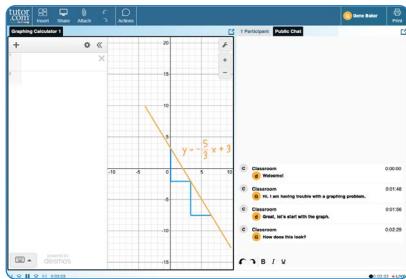 tutor
.com
Insert
Share
Attach
Actions
Gene Baker
Print
Graphing Calculator 1
1 Participant
Public Chat
20
15
10
5
y = -5/3 x + 3
-10
-5
0
5
10
-5
-10
-15
powered by
desmos
C Classroom 0:00:00
Welcome!
C Classroom 0:01:48
G Hi, I am having trouble with a graphing problem.
C Classroom 0:01:56
Great, let's start with the graph.
C Classroom 0:02:29
G How does this look?
B I U